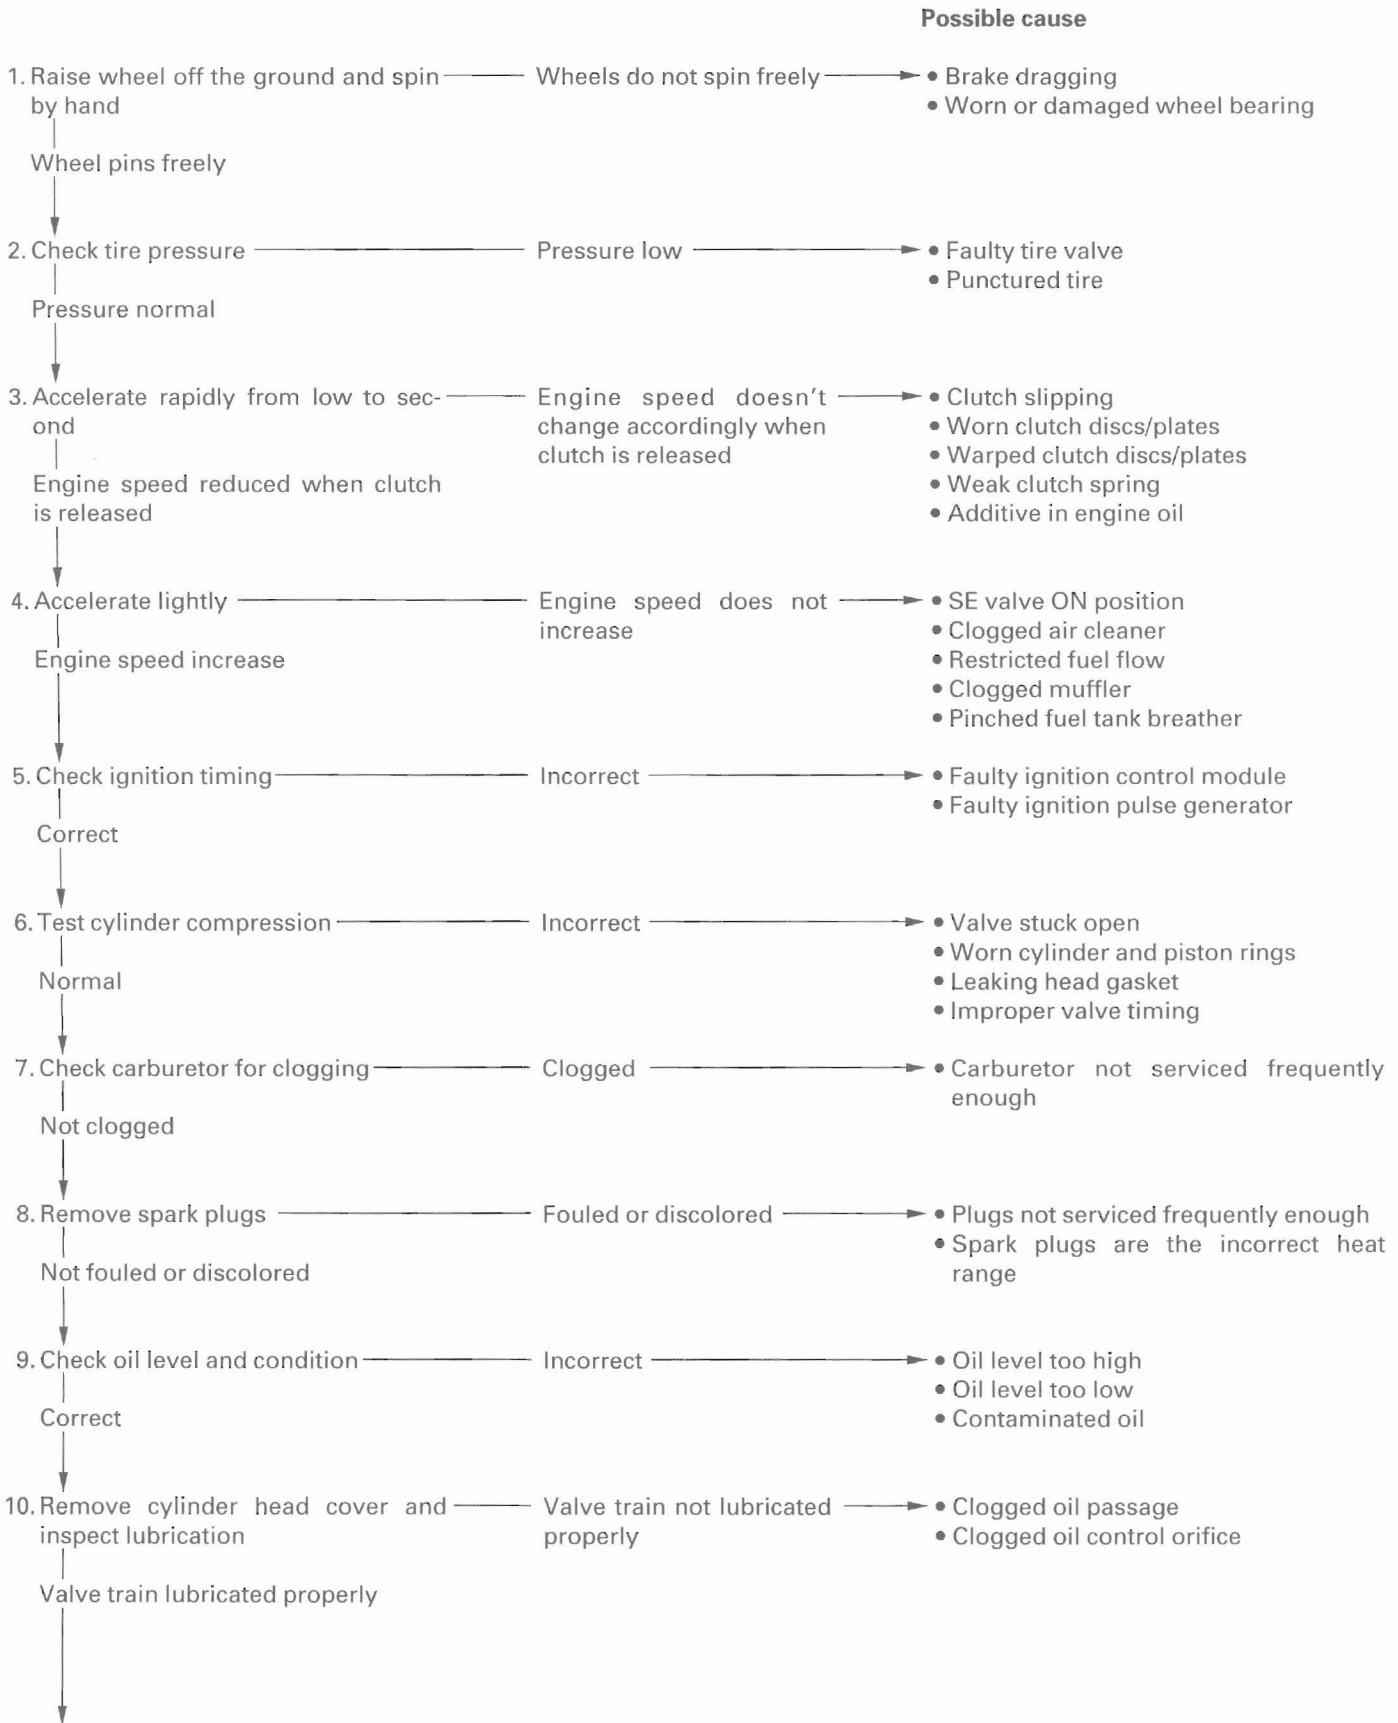 Possible cause
1. Raise wheel off the ground and spin by hand
Wheels do not spin freely
• Brake dragging
• Worn or damaged wheel bearing
Wheel pins freely
2. Check tire pressure
Pressure low
• Faulty tire valve
• Punctured tire
Pressure normal
3. Accelerate rapidly from low to sec-
ond
Engine speed doesn't
change accordingly when
clutch is released
• Clutch slipping
• Worn clutch discs/plates
• Warped clutch discs/plates
• Weak clutch spring
• Additive in engine oil
Engine speed reduced when clutch
is released
4. Accelerate lightly
Engine speed does not
increase
• SE valve ON position
• Clogged air cleaner
• Restricted fuel flow
• Clogged muffler
• Pinched fuel tank breather
Engine speed increase
5. Check ignition timing
Incorrect
• Faulty ignition control module
• Faulty ignition pulse generator
Correct
6. Test cylinder compression
Incorrect
• Valve stuck open
• Worn cylinder and piston rings
• Leaking head gasket
• Improper valve timing
Normal
7. Check carburetor for clogging
Clogged
• Carburetor not serviced frequently
enough
Not clogged
8. Remove spark plugs
Fouled or discolored
• Plugs not serviced frequently enough
• Spark plugs are the incorrect heat
range
Not fouled or discolored
9. Check oil level and condition
Incorrect
• Oil level too high
• Oil level too low
• Contaminated oil
Correct
10. Remove cylinder head cover and
inspect lubrication
Valve train not lubricated
properly
• Clogged oil passage
• Clogged oil control orifice
Valve train lubricated properly